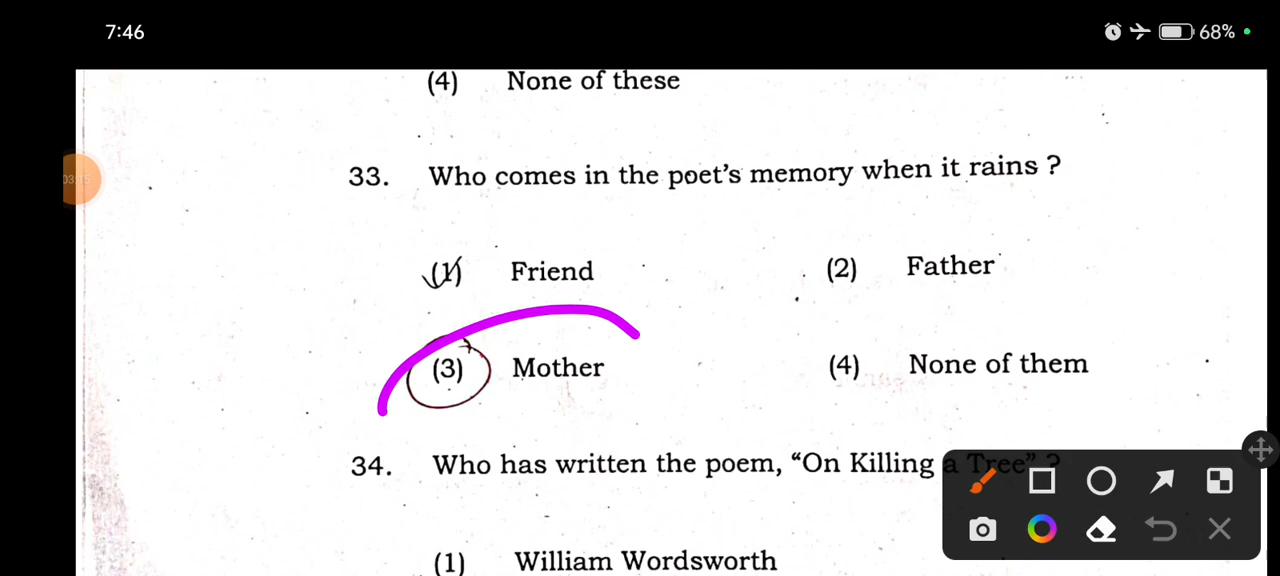 7:46
68%
(4) None of these
03:15
33. Who comes in the poet's memory when it rains ?
(1) Friend (2) Father
(3) Mother (4) None of them
34. Who has written the poem, "On Killing a Tree" ?
(1) William Wordsworth